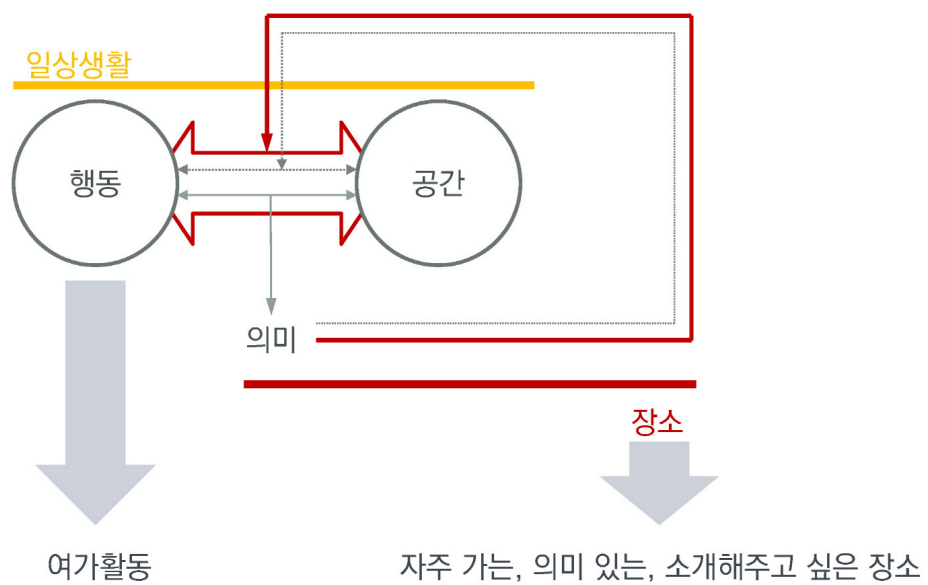 일상생활
행동
공간
의미
장소
여가활동
자주 가는, 의미 있는, 소개해주고 싶은 장소